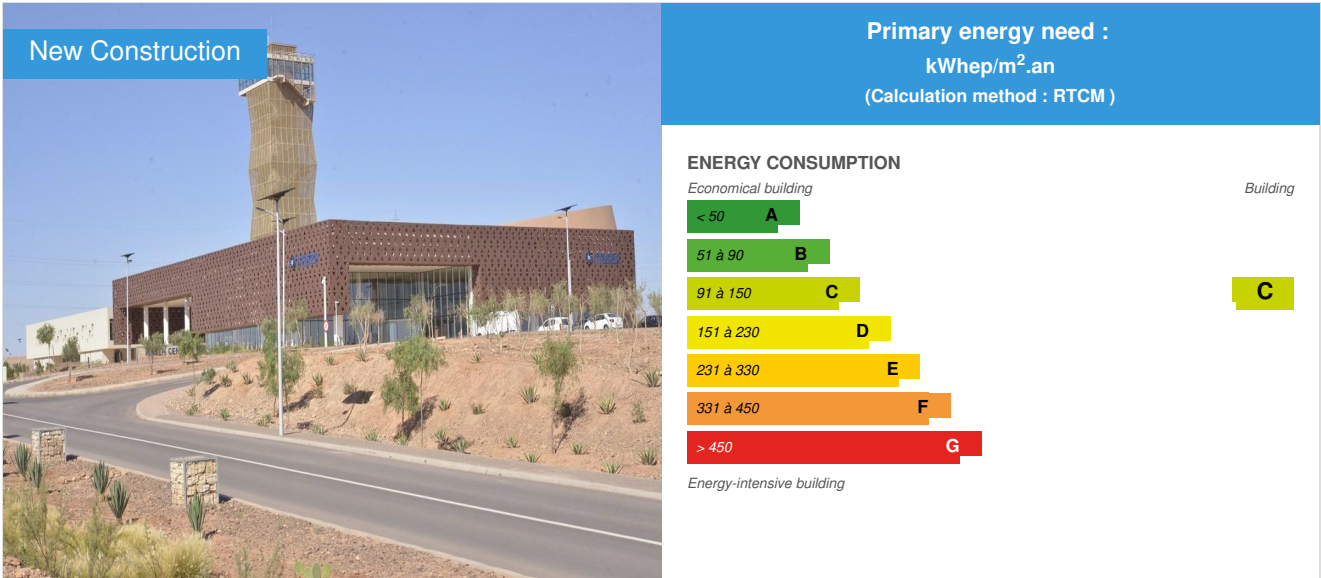 New Construction
Primary energy need :
kWhep/m².an
(Calculation method : RTCM )
ENERGY CONSUMPTION
Economical building
Building
< 50 A
51 à 90 B
91 à 150 C
C
151 à 230 D
231 à 330 E
331 à 450 F
> 450 G
Energy-intensive building